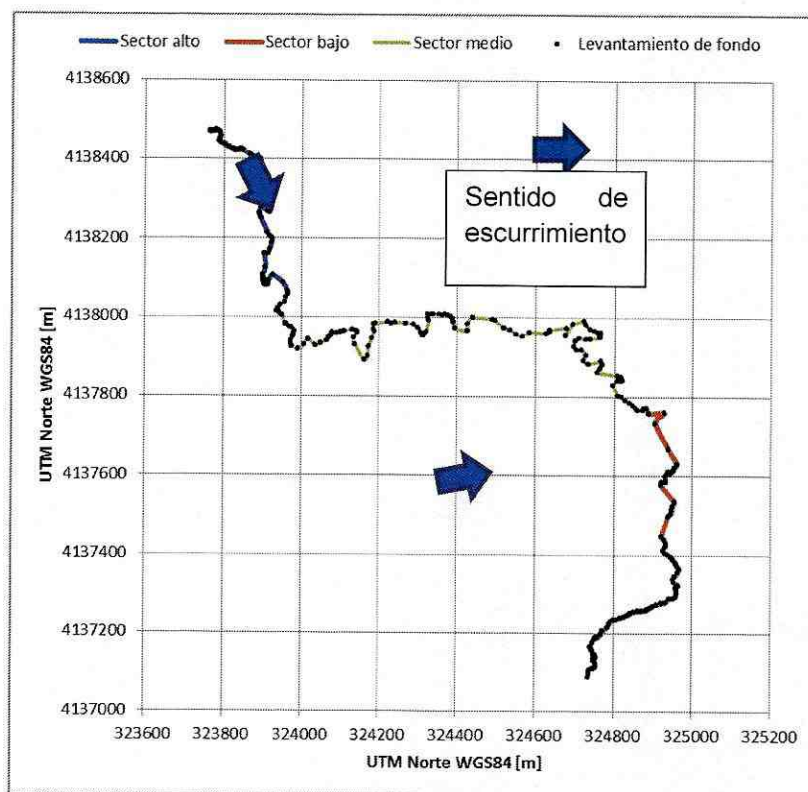 Sector alto Sector bajo Sector medio Levantamiento de fondo
4138600
4138400
4138200
4138000
4137800
4137600
4137400
4137200
4137000
UTM Norte WGS84 [m]
Sentido de
escurrimiento
323600 323800 324000 324200 324400 324600 324800 325000 325200
UTM Norte WGS84 [m]